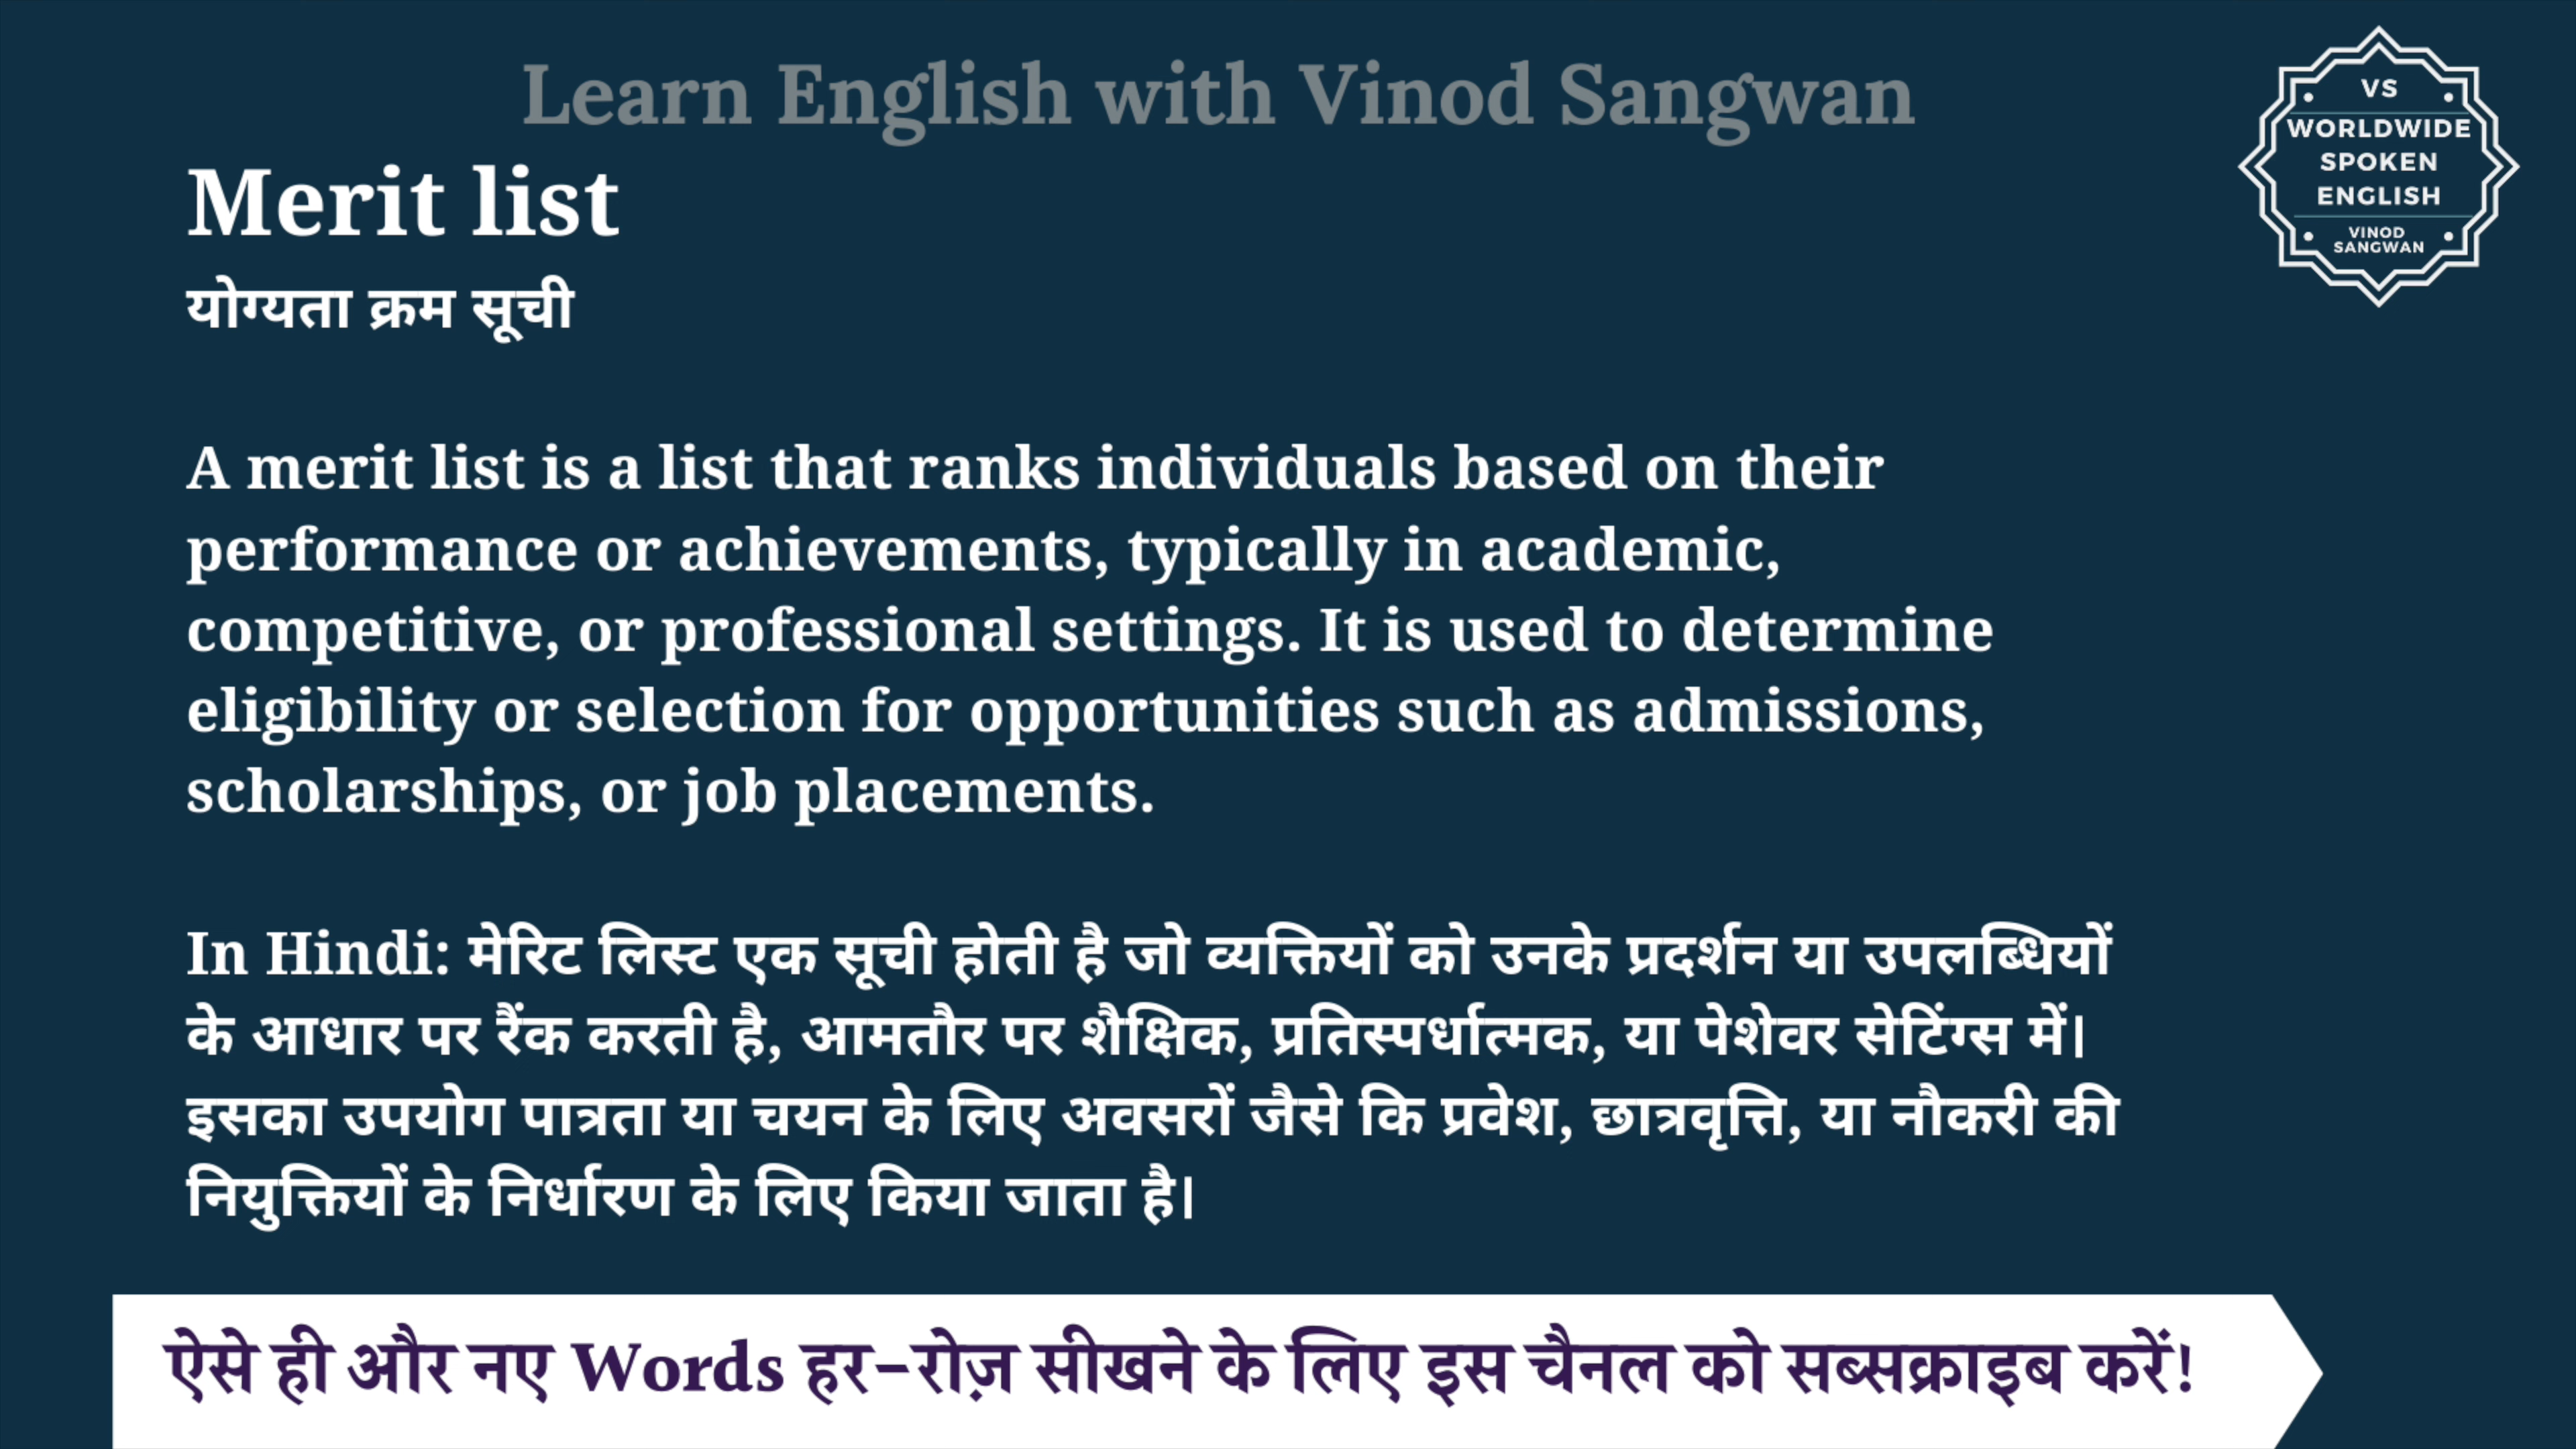 Learn English with Vinod Sangwan
VS
WORLDWIDE
SPOKEN
ENGLISH
VINOD
SANGWAN
Merit list
योग्यता क्रम सूची
A merit list is a list that ranks individuals based on their
performance or achievements, typically in academic,
competitive, or professional settings. It is used to determine
eligibility or selection for opportunities such as admissions,
scholarships, or job placements.
In Hindi: मेरिट लिस्ट एक सूची होती है जो व्यक्तियों को उनके प्रदर्शन या उपलब्धियों
के आधार पर रैंक करती है, आमतौर पर शैक्षिक, प्रतिस्पर्धात्मक, या पेशेवर सेटिंग्स में।
इसका उपयोग पात्रता या चयन के लिए अवसरों जैसे कि प्रवेश, छात्रवृत्ति, या नौकरी की
नियुक्तियों के निर्धारण के लिए किया जाता है।
ऐसे ही और नए Words हर-रोज़ सीखने के लिए इस चैनल को सब्सक्राइब करें!